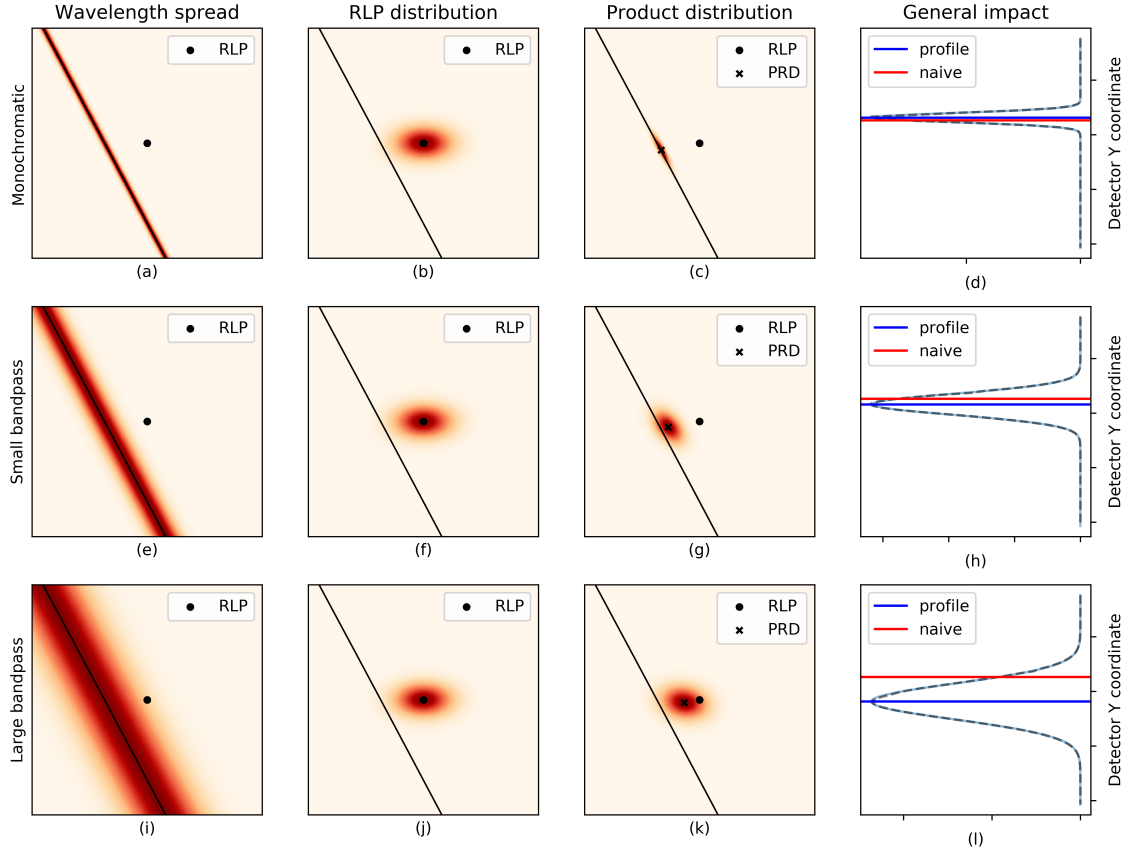 Wavelength spread
RLP distribution
Product distribution
General impact
Monochromatic
RLP
RLP
RLP
PRD
profile
naive
Detector Y coordinate
(a)
(b)
(c)
(d)
Small bandpass
RLP
RLP
RLP
PRD
profile
naive
Detector Y coordinate
(e)
(f)
(g)
(h)
Large bandpass
RLP
RLP
RLP
PRD
profile
naive
Detector Y coordinate
(i)
(j)
(k)
(l)